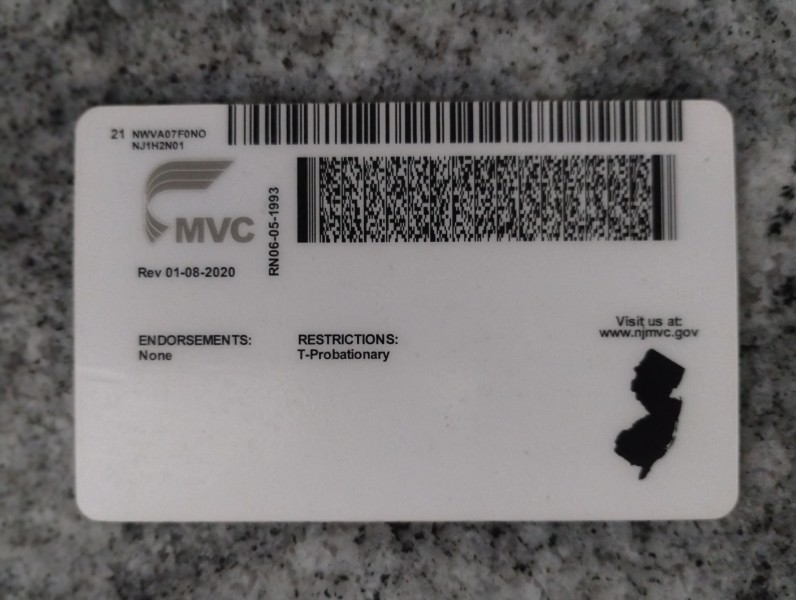 21 NWVA07F0NO
NJ1H2N01
MVC
RN06-05-1993
Rev 01-08-2020
ENDORSEMENTS:
None
RESTRICTIONS:
T-Probationary
Visit us at:
www.njmvc.gov